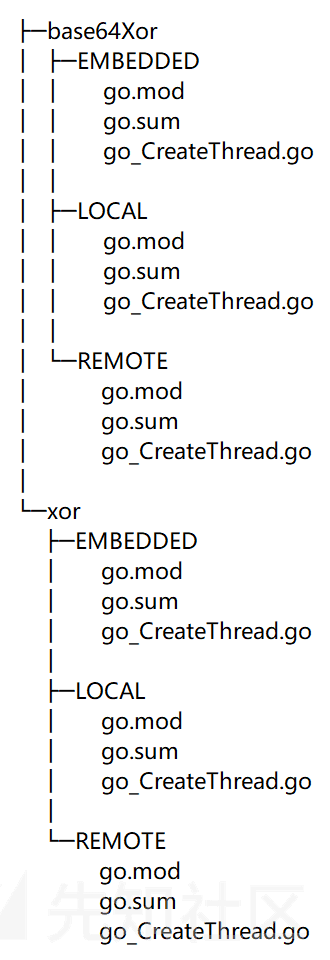 ├─base64Xor
│  ├─EMBEDDED
│  │      go.mod
│  │      go.sum
│  │      go_CreateThread.go
│  │
│  ├─LOCAL
│  │      go.mod
│  │      go.sum
│  │      go_CreateThread.go
│  │
│  └─REMOTE
│          go.mod
│          go.sum
│          go_CreateThread.go
│
└─xor
    ├─EMBEDDED
    │      go.mod
    │      go.sum
    │      go_CreateThread.go
    │
    ├─LOCAL
    │      go.mod
    │      go.sum
    │      go_CreateThread.go
    │
    └─REMOTE
            go.mod
            go.sum
            go_CreateThread.go
先知社区